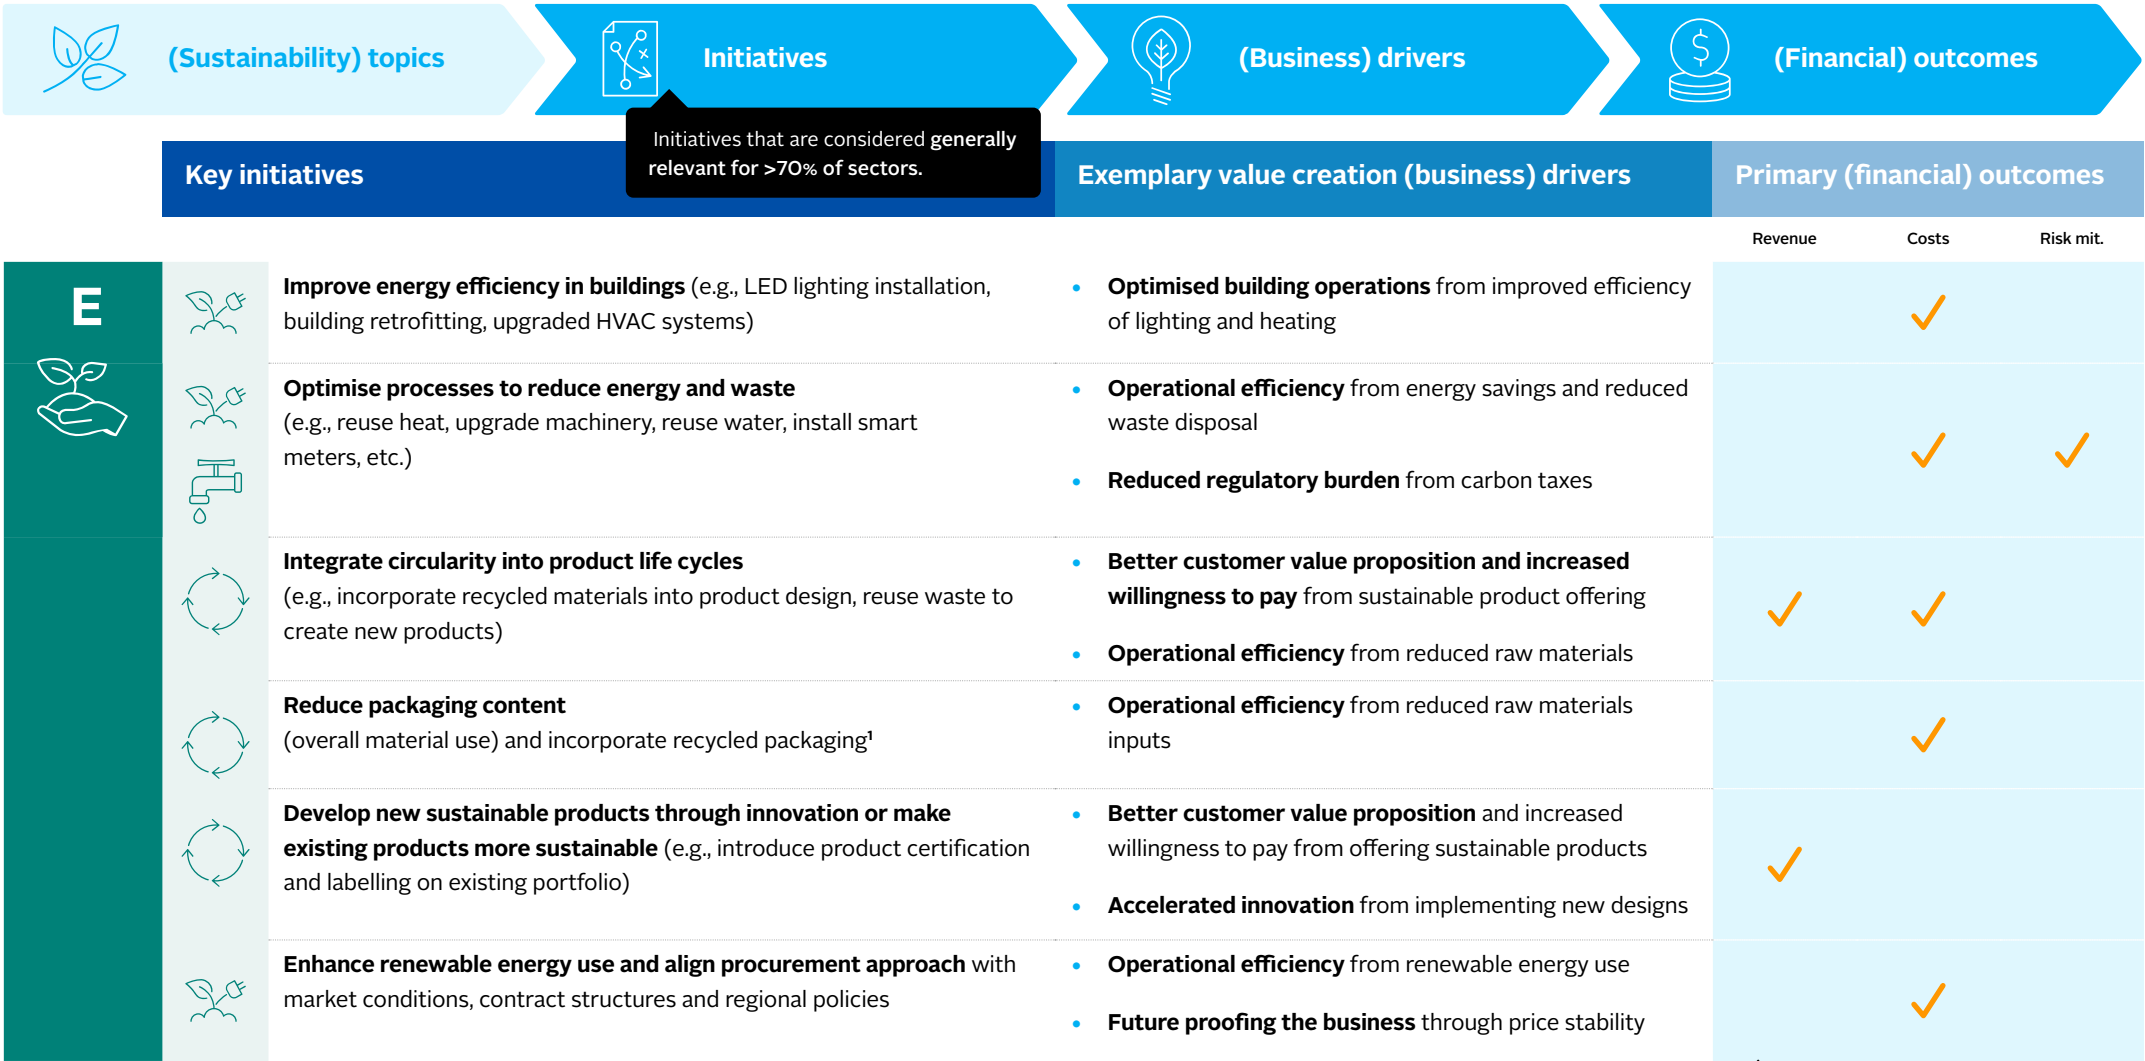 (Sustainability) topics
Initiatives
(Business) drivers
(Financial) outcomes
Initiatives that are considered generally
relevant for >70% of sectors.
Key initiatives
Exemplary value creation (business) drivers
Primary (financial) outcomes
Revenue
Costs
Risk mit.
E
Improve energy efficiency in buildings (e.g., LED lighting installation,
building retrofitting, upgraded HVAC systems)
• Optimised building operations from improved efficiency
of lighting and heating
Optimise processes to reduce energy and waste
(e.g., reuse heat, upgrade machinery, reuse water, install smart
meters, etc.)
• Operational efficiency from energy savings and reduced
waste disposal
• Reduced regulatory burden from carbon taxes
Integrate circularity into product life cycles
(e.g., incorporate recycled materials into product design, reuse waste to
create new products)
• Better customer value proposition and increased
willingness to pay from sustainable product offering
• Operational efficiency from reduced raw materials
Reduce packaging content
(overall material use) and incorporate recycled packaging¹
• Operational efficiency from reduced raw materials
inputs
Develop new sustainable products through innovation or make
existing products more sustainable (e.g., introduce product certification
and labelling on existing portfolio)
• Better customer value proposition and increased
willingness to pay from offering sustainable products
• Accelerated innovation from implementing new designs
Enhance renewable energy use and align procurement approach with
market conditions, contract structures and regional policies
• Operational efficiency from renewable energy use
• Future proofing the business through price stability